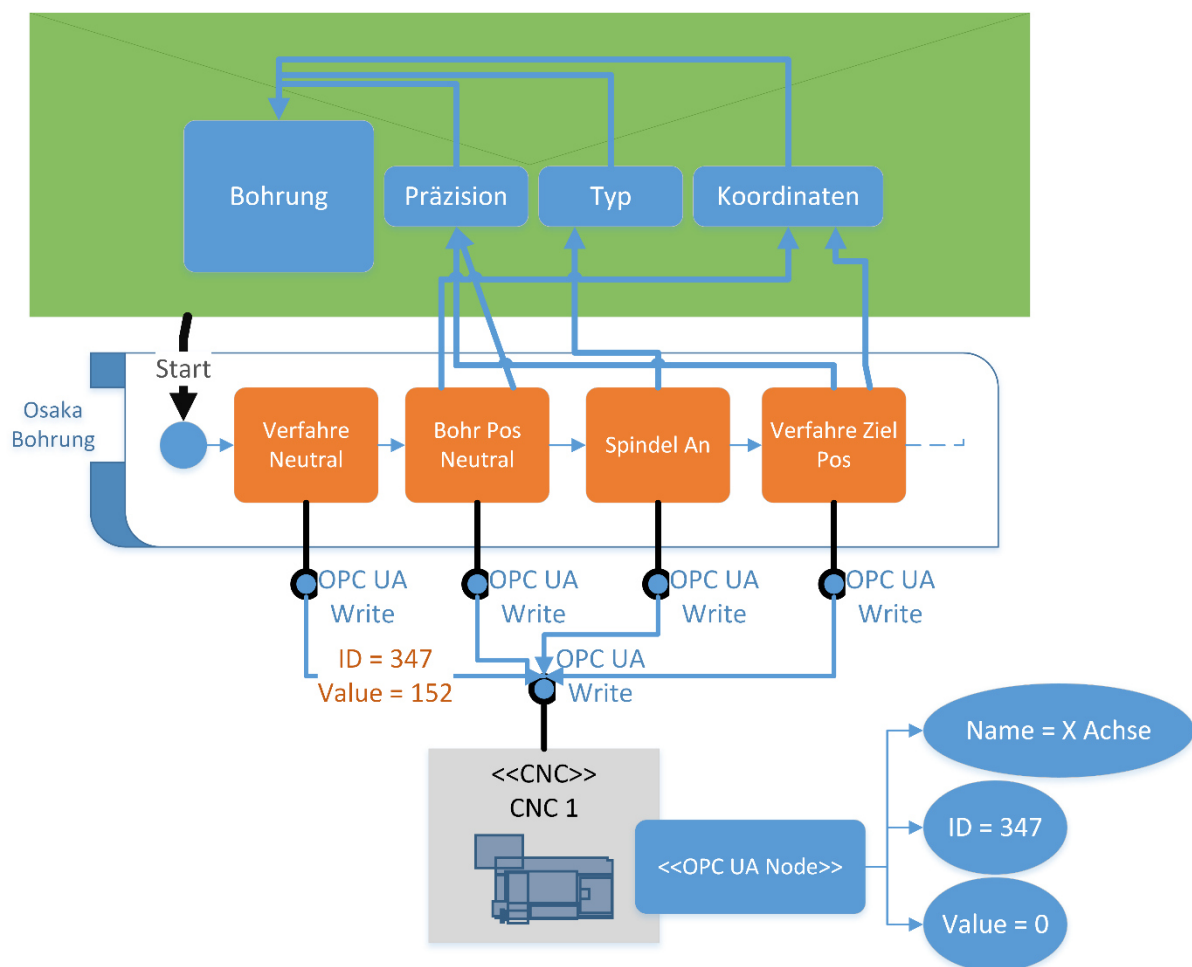 Bohrung
Präzision
Typ
Koordinaten
Start
Osaka
Bohrung
Verfahre
Neutral
Bohr Pos
Neutral
Spindel An
Verfahre Ziel
Pos
OPC UA
Write
OPC UA
Write
OPC UA
Write
OPC UA
Write
ID = 347
Value = 152
OPC UA
Write
<<CNC>>
CNC 1
<<OPC UA Node>>
Name = X Achse
ID = 347
Value = 0